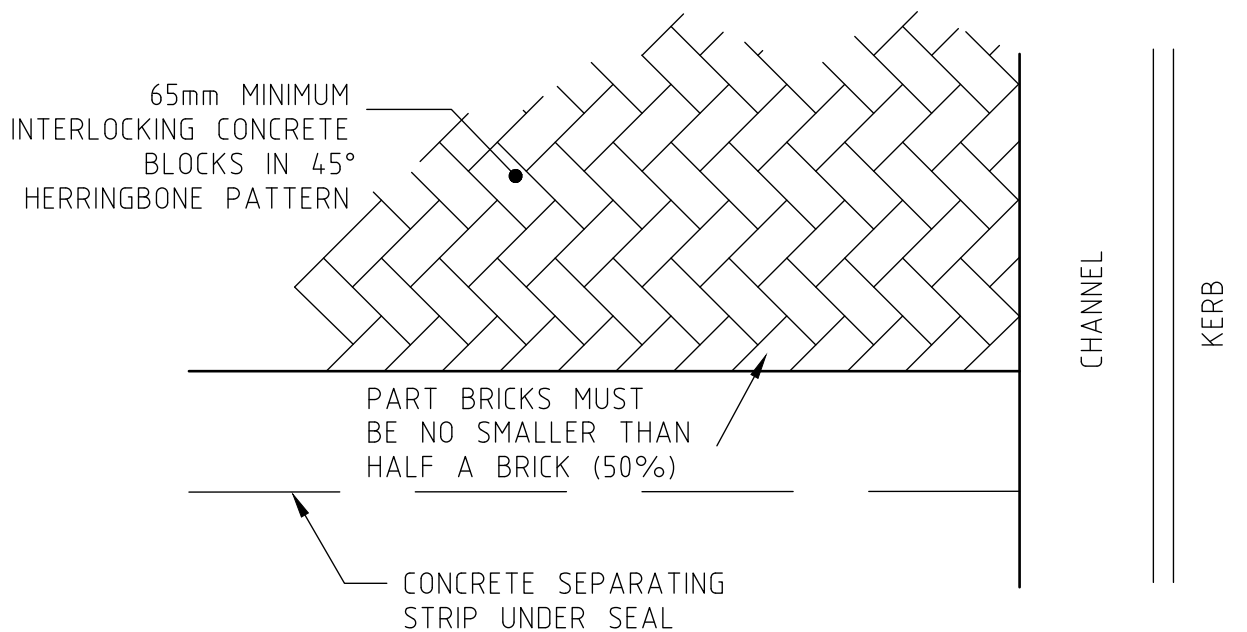 65mm MINIMUM
INTERLOCKING CONCRETE
BLOCKS IN 45°
HERRINGBONE PATTERN
CHANNEL
KERB
PART BRICKS MUST
BE NO SMALLER THAN
HALF A BRICK (50%)
CONCRETE SEPARATING
STRIP UNDER SEAL